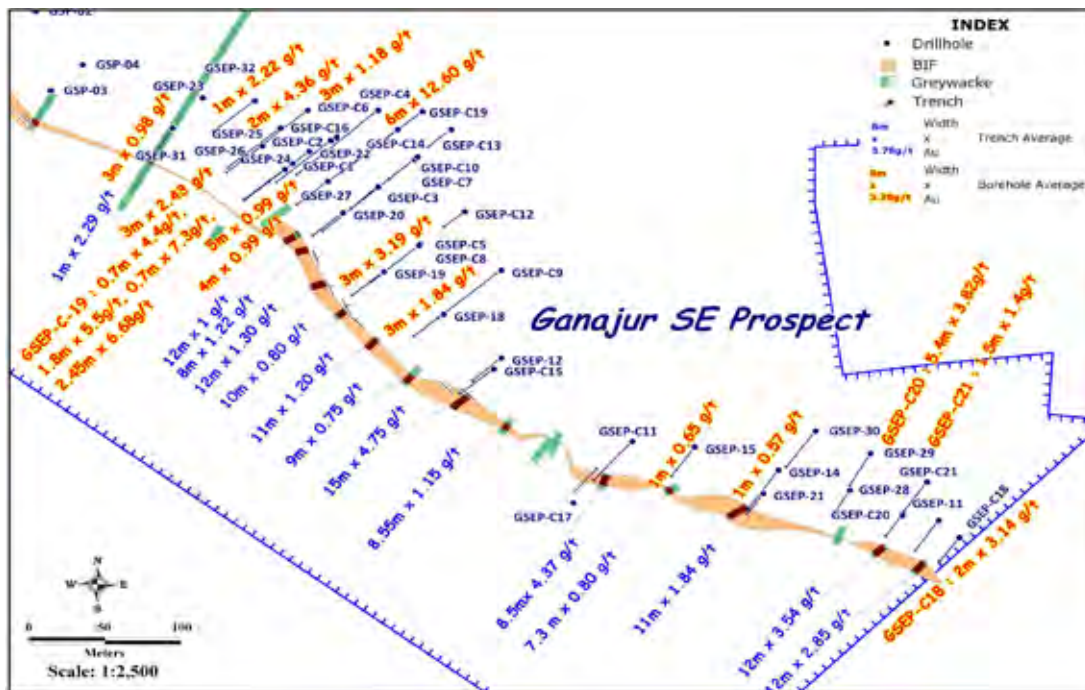 GSP-02
GSP-04
GSP-03
GSEP-32
GSEP-23
GSEP-31
1m x 2.22 g/t
2m x 4.36 g/t
3m x 1.18 g/t
3m x 0.98 g/t
6m x 12.60 g/t
GSEP-C4
GSEP-C6
GSEP-C19
GSEP-25
GSEP-C16
GSEP-26
GSEP-C2
GSEP-C14
GSEP-C13
GSEP-24
GSEP-22
GSEP-C1
GSEP-C10
GSEP-C7
GSEP-27
GSEP-C3
GSEP-20
GSEP-C12
GSEP-C5
GSEP-C8
GSEP-19
GSEP-C9
GSEP-18
GSEP-12
GSEP-C15
1m x 2.29 g/t
3m x 2.43 g/t
GSEP-C-19 : 0.7m x 4.4g/t,
1.8m x 5.5g/t, 0.7m x 7.3g/t,
2.45m x 6.68g/t
5m x 0.99 g/t
4m x 0.99 g/t
3m x 3.19 g/t
3m x 1.84 g/t
12m x 1 g/t
8m x 1.22 g/t
12m x 1.30 g/t
10m x 0.80 g/t
11m x 1.20 g/t
9m x 0.75 g/t
15m x 4.75 g/t
8.55m x 1.15 g/t
Ganajur SE Prospect
GSEP-C11
GSEP-C17
1m x 0.65 g/t
GSEP-15
1m x 0.57 g/t
GSEP-30
GSEP-14
GSEP-21
GSEP-29
GSEP-28
GSEP-C20
GSEP-C21
GSEP-11
GSEP-C18
GSEP-C20 : 5.4m x 3.82g/t
GSEP-C21 :
GSEP-C18 : 2m x 3.14 g/t
8.5mx 4.37 g/t
7.3 m x 0.80 g/t
11m x 1.84 g/t
12m x 3.54 g/t
12m x 2.85 g/t
INDEX
Drillhole
BIF
Greywacke
Trench
Width
x
Au
Trench Average
Width
x
Au
Borehole Average
N
W E
S
0 50 100
Meters
Scale: 1:2,500